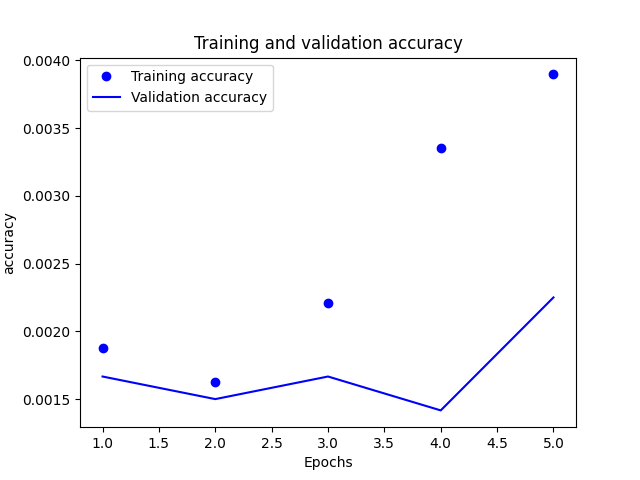 Training and validation accuracy
Training accuracy
Validation accuracy
0.0040
0.0035
0.0030
0.0025
0.0020
0.0015
accuracy
1.0 1.5 2.0 2.5 3.0 3.5 4.0 4.5 5.0
Epochs